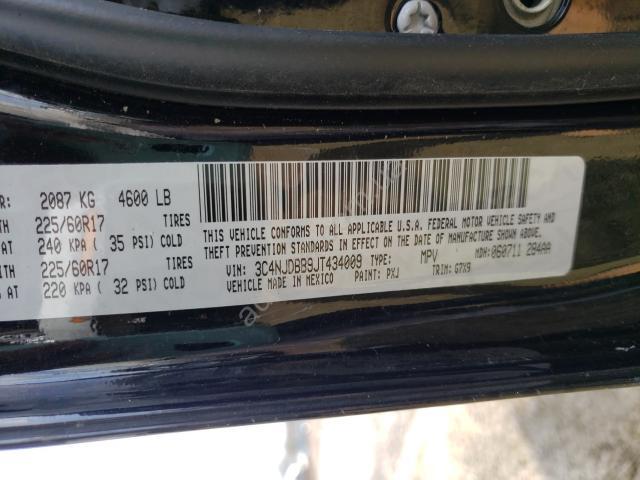 R: 2087 KG 4600 LB
TH 225/60R17 TIRES
AT 240 KPA ( 35 PSI) COLD
TH 225/60R17 TIRES
AT 220 KPA ( 32 PSI) COLD
THIS VEHICLE CONFORMS TO ALL APPLICABLE U.S.A. FEDERAL MOTOR VEHICLE SAFETY AND
THEFT PREVENTION STANDARDS IN EFFECT ON THE DATE OF MANUFACTURE SHOWN ABOVE.
VIN: 3C4NJDBB9JT434009 TYPE: MPV MDH: 060711 284AA
VEHICLE MADE IN MEXICO PAINT: PXJ TRIM: G7X9